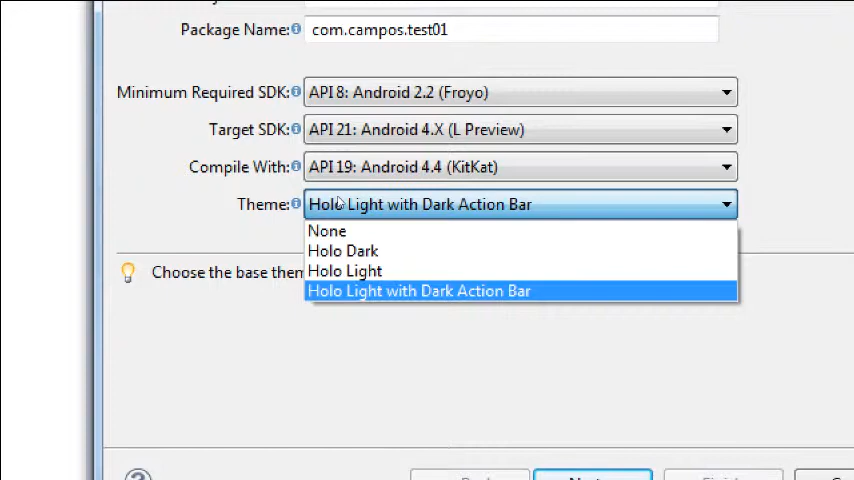 Package Name: com.campos.test01
Minimum Required SDK: API 8: Android 2.2 (Froyo)
Target SDK: API 21: Android 4.X (L Preview)
Compile With: API 19: Android 4.4 (KitKat)
Theme: Holo Light with Dark Action Bar
None
Holo Dark
Choose the base them
Holo Light
Holo Light with Dark Action Bar